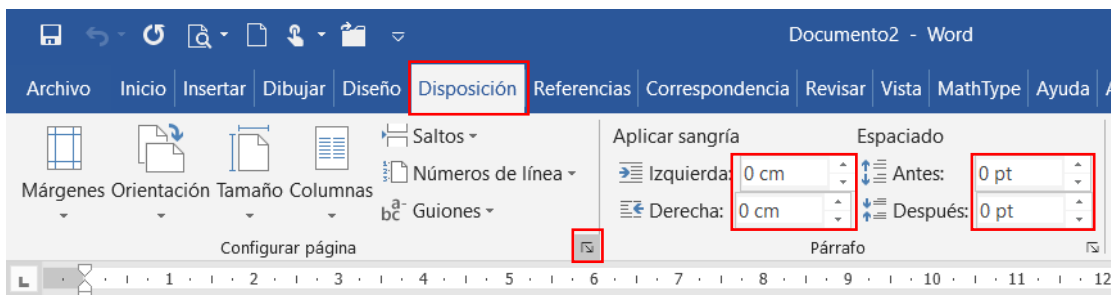 Documento2 - Word
Archivo Inicio Insertar Dibujar Diseño Disposición Referencias Correspondencia Revisar Vista MathType Ayuda
Saltos Aplicar sangría Espaciado
Márgenes Orientación Tamaño Columnas Números de línea Izquierda: 0 cm Antes: 0 pt
Guiones Derecha: 0 cm Después: 0 pt
Configurar página Párrafo
1 2 3 4 5 6 7 8 9 10 11 12